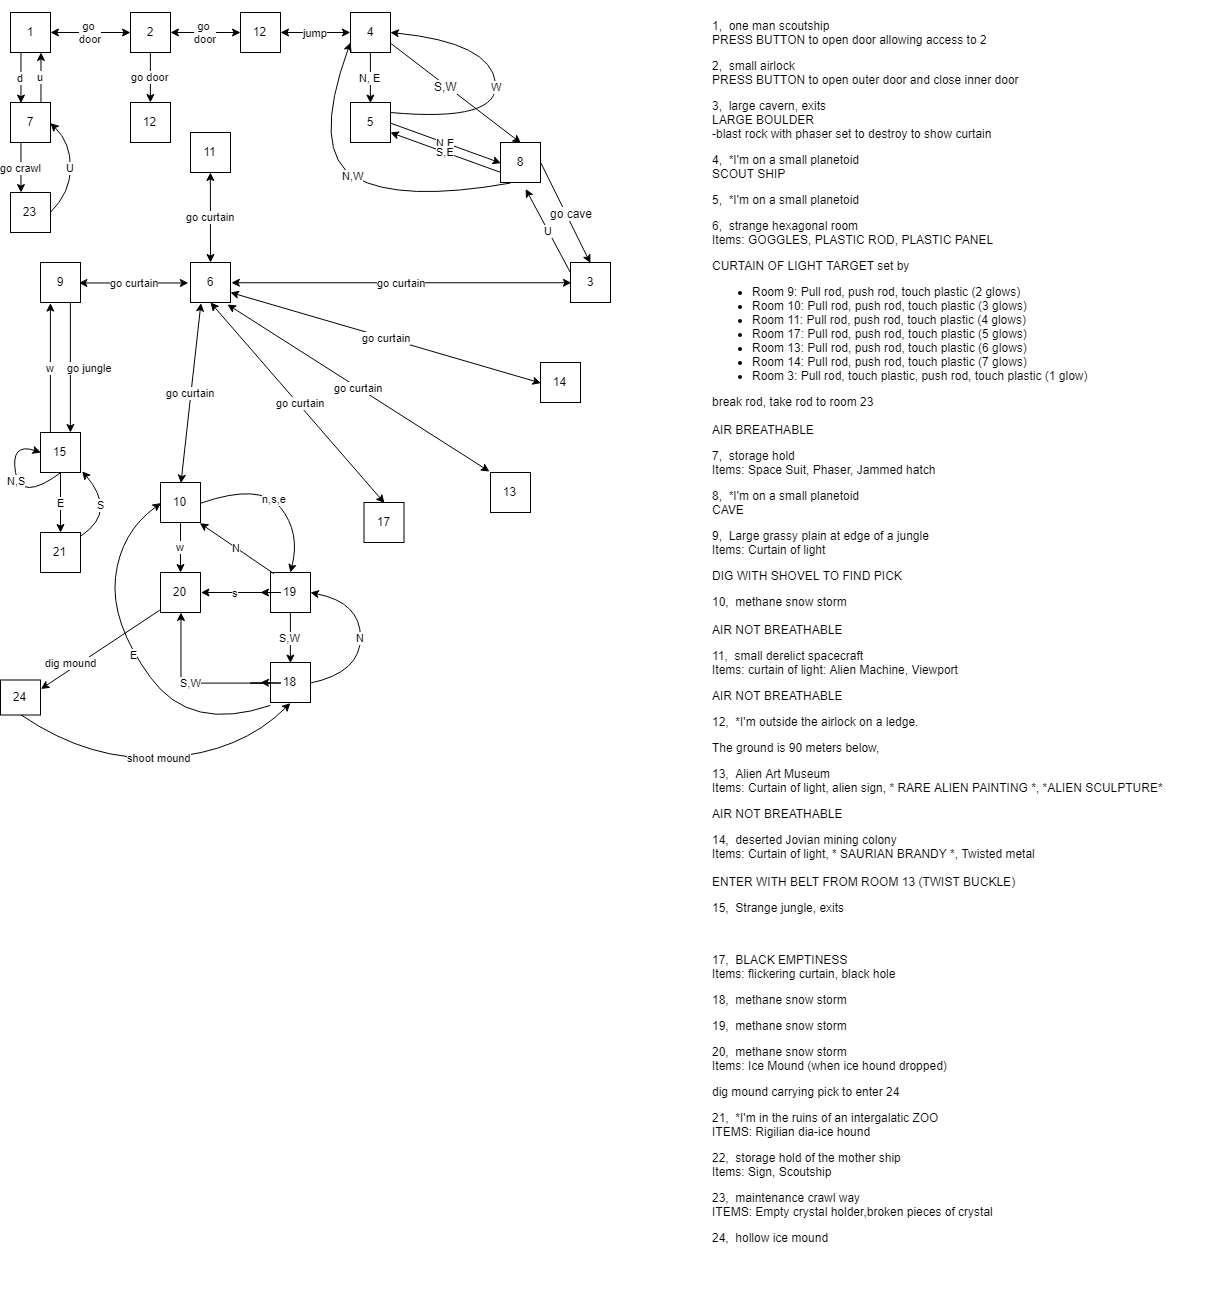 1
go
door
2
go
door
12
jump
4
d
u
go door
N, E
S,W
W
7
12
5
N E
S,E
8
11
go crawl
U
N,W
23
go curtain
go cave
U
9
go curtain
6
go curtain
3
go curtain
w
go jungle
go curtain
go curtain
go curtain
14
15
N,S
E
S
10
n,s,e
17
13
21
w
N
20
s
19
S,W
N
E
dig mound
S,W
18
24
shoot mound
1, one man scoutship
PRESS BUTTON to open door allowing access to 2
2, small airlock
PRESS BUTTON to open outer door and close inner door
3, large cavern, exits
LARGE BOULDER
-blast rock with phaser set to destroy to show curtain
4, *I'm on a small planetoid
SCOUT SHIP
5, *I'm on a small planetoid
6, strange hexagonal room
Items: GOGGLES, PLASTIC ROD, PLASTIC PANEL
CURTAIN OF LIGHT TARGET set by
• Room 9: Pull rod, push rod, touch plastic (2 glows)
• Room 10: Pull rod, push rod, touch plastic (3 glows)
• Room 11: Pull rod, push rod, touch plastic (4 glows)
• Room 17: Pull rod, push rod, touch plastic (5 glows)
• Room 13: Pull rod, push rod, touch plastic (6 glows)
• Room 14: Pull rod, push rod, touch plastic (7 glows)
• Room 3: Pull rod, touch plastic, push rod, touch plastic (1 glow)
break rod, take rod to room 23
AIR BREATHABLE
7, storage hold
Items: Space Suit, Phaser, Jammed hatch
8, *I'm on a small planetoid
CAVE
9, Large grassy plain at edge of a jungle
Items: Curtain of light
DIG WITH SHOVEL TO FIND PICK
10, methane snow storm
AIR NOT BREATHABLE
11, small derelict spacecraft
Items: curtain of light: Alien Machine, Viewport
AIR NOT BREATHABLE
12, *I'm outside the airlock on a ledge.
The ground is 90 meters below,
13, Alien Art Museum
Items: Curtain of light, alien sign, * RARE ALIEN PAINTING *, *ALIEN SCULPTURE*
AIR NOT BREATHABLE
14, deserted Jovian mining colony
Items: Curtain of light, * SAURIAN BRANDY *, Twisted metal
ENTER WITH BELT FROM ROOM 13 (TWIST BUCKLE)
15, Strange jungle, exits
17, BLACK EMPTINESS
Items: flickering curtain, black hole
18, methane snow storm
19, methane snow storm
20, methane snow storm
Items: Ice Mound (when ice hound dropped)
dig mound carrying pick to enter 24
21, *I'm in the ruins of an intergalatic ZOO
ITEMS: Rigilian dia-ice hound
22, storage hold of the mother ship
Items: Sign, Scoutship
23, maintenance crawl way
ITEMS: Empty crystal holder,broken pieces of crystal
24, hollow ice mound